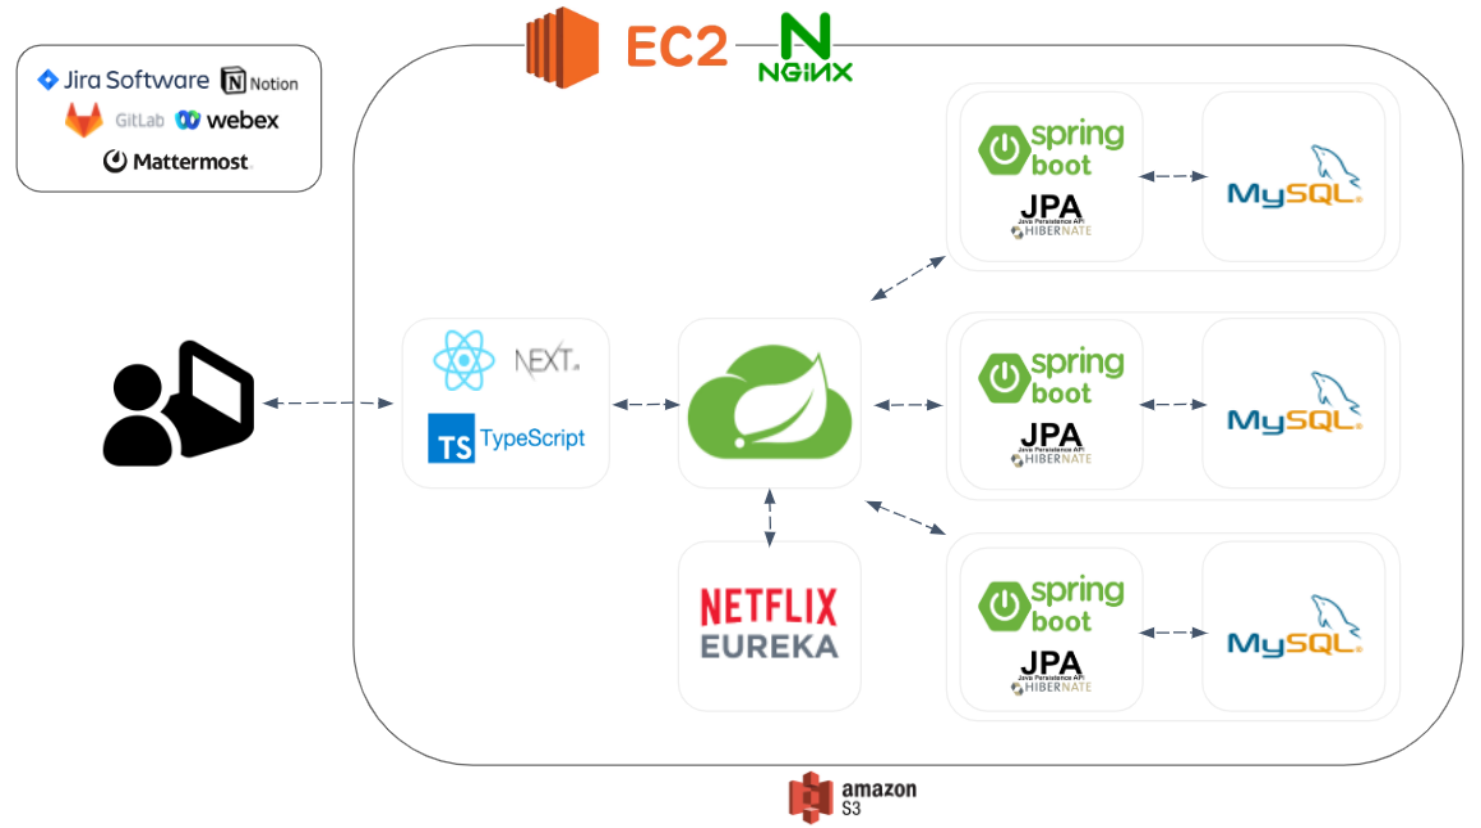 Jira Software
Notion
GitLab
webex
Mattermost
EC2
NGiNX
NEXT.js
TS TypeScript
NETFLIX
EUREKA
spring
boot
JPA
Java Persistence API
HIBERNATE
MySQL
spring
boot
JPA
Java Persistence API
HIBERNATE
MySQL
spring
boot
JPA
Java Persistence API
HIBERNATE
MySQL
amazon
S3